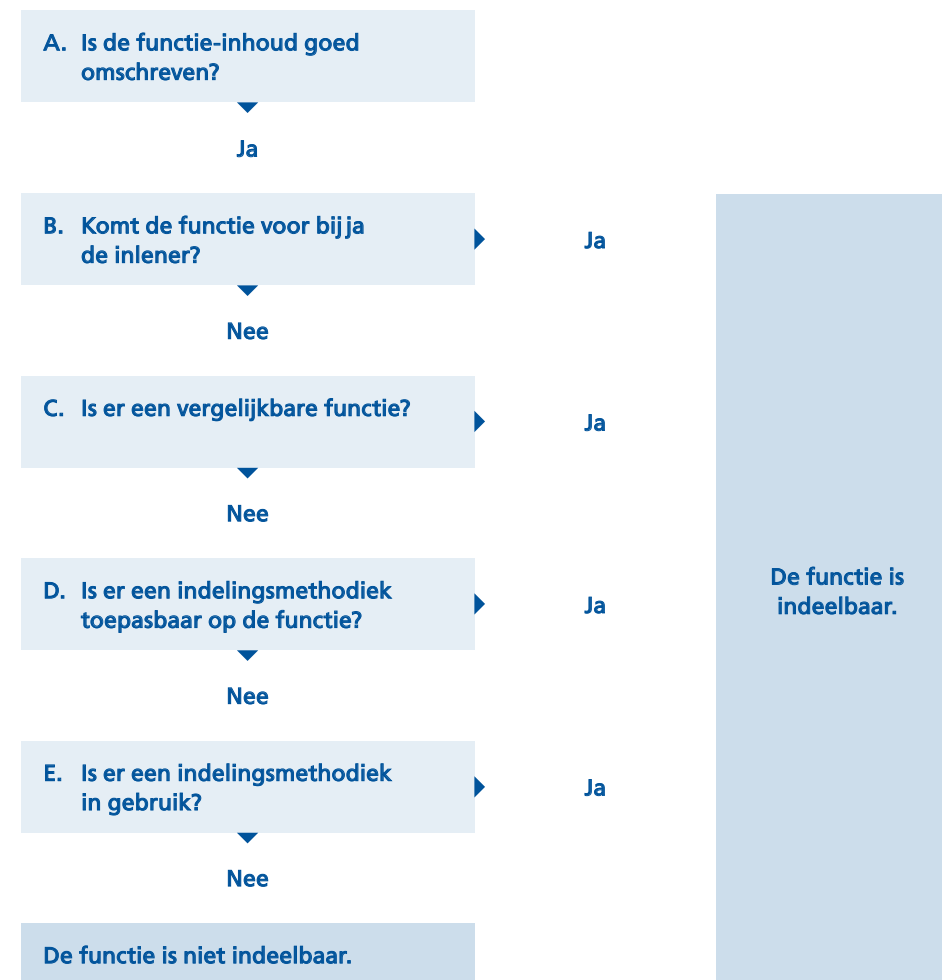 A. Is de functie-inhoud goed
omschreven?
Ja
B. Komt de functie voor bij ja
de inlener?
Ja
Nee
C. Is er een vergelijkbare functie?
Ja
Nee
D. Is er een indelingsmethodiek
toepasbaar op de functie?
Ja
Nee
E. Is er een indelingsmethodiek
in gebruik?
Ja
Nee
De functie is niet indeelbaar.
De functie is
indeelbaar.